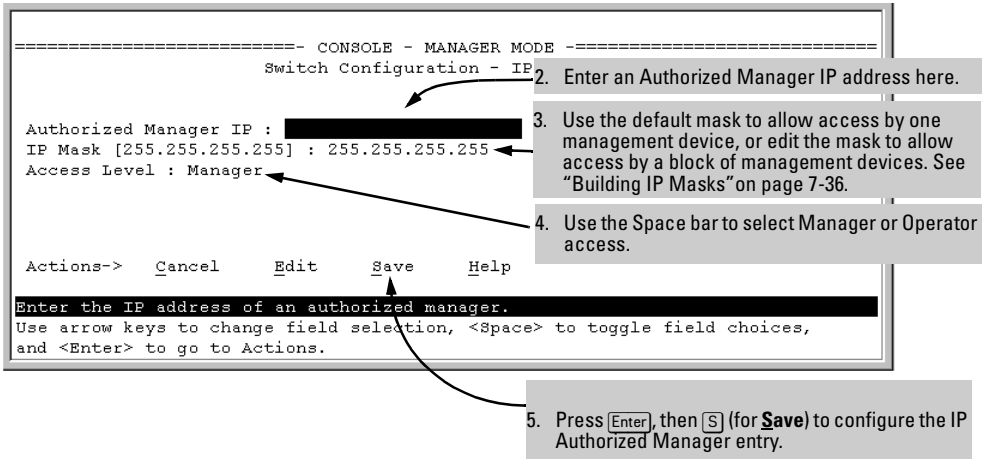 ==========================- CONSOLE - MANAGER MODE -============================
Switch Configuration - IP
2. Enter an Authorized Manager IP address here.
Authorized Manager IP :
3. Use the default mask to allow access by one
management device, or edit the mask to allow
access by a block of management devices. See
“Building IP Masks”on page 7-36.
IP Mask [255.255.255.255] : 255.255.255.255
Access Level : Manager
4. Use the Space bar to select Manager or Operator
access.
Actions-> Cancel Edit Save Help
Enter the IP address of an authorized manager.
Use arrow keys to change field selection, <Space> to toggle field choices,
and <Enter> to go to Actions.
5. Press Enter, then S (for Save) to configure the IP
Authorized Manager entry.